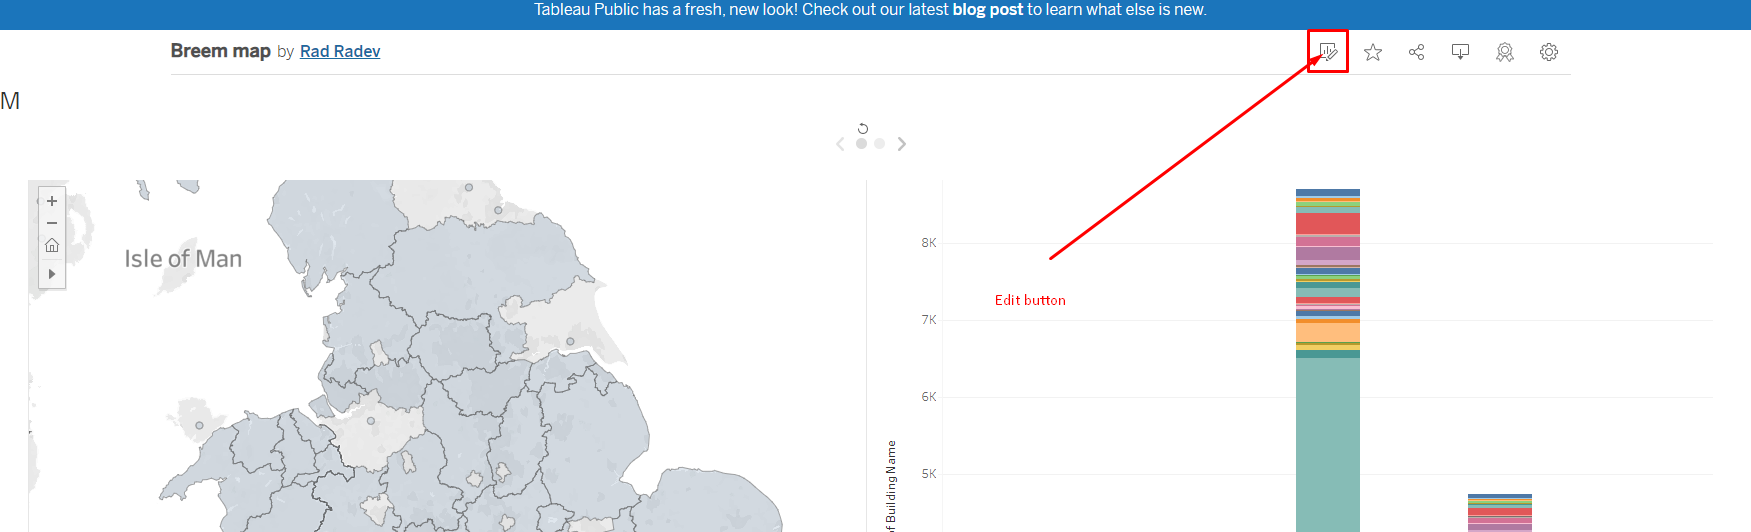 Tableau Public has a fresh, new look! Check out our latest blog post to learn what else is new.
Breem map by Rad Radev
M
Isle of Man
Edit button
8K
7K
6K
5K
of Building Name